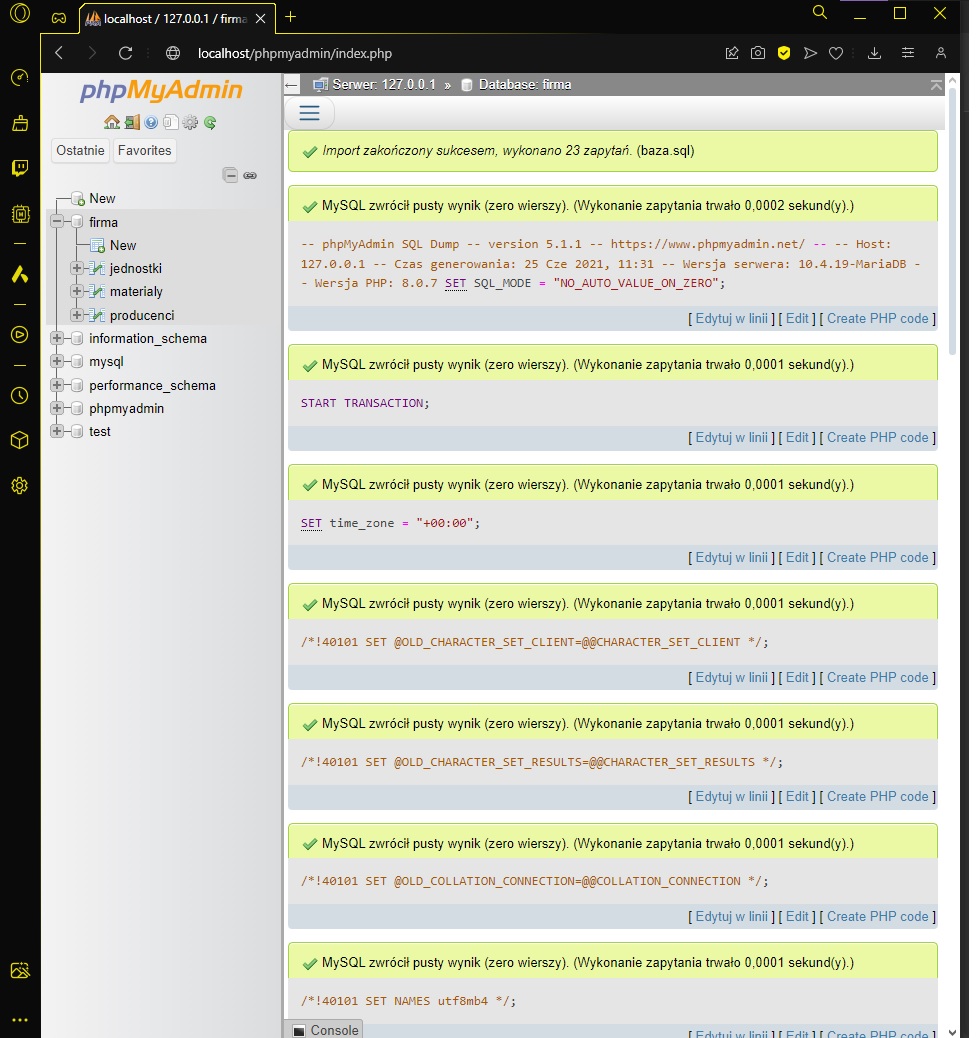 localhost / 127.0.0.1 / firma
localhost/phpmyadmin/index.php
phpMyAdmin
Ostatnie
Favorites
New
firma
New
jednostki
materialy
producenci
information_schema
mysql
performance_schema
phpmyadmin
test
Serwer: 127.0.0.1 » Database: firma
Import zakończony sukcesem, wykonano 23 zapytań. (baza.sql)
MySQL zwrócił pusty wynik (zero wierszy). (Wykonanie zapytania trwało 0,0002 sekund(y).)
-- phpMyAdmin SQL Dump -- version 5.1.1 -- https://www.phpmyadmin.net/ -- -- Host:
127.0.0.1 -- Czas generowania: 25 Cze 2021, 11:31 -- Wersja serwera: 10.4.19-MariaDB -
- Wersja PHP: 8.0.7 SET SQL_MODE = "NO_AUTO_VALUE_ON_ZERO";
[ Edytuj w linii ] [ Edit ] [ Create PHP code ]
MySQL zwrócił pusty wynik (zero wierszy). (Wykonanie zapytania trwało 0,0001 sekund(y).)
START TRANSACTION;
[ Edytuj w linii ] [ Edit ] [ Create PHP code ]
MySQL zwrócił pusty wynik (zero wierszy). (Wykonanie zapytania trwało 0,0001 sekund(y).)
SET time_zone = "+00:00";
[ Edytuj w linii ] [ Edit ] [ Create PHP code ]
MySQL zwrócił pusty wynik (zero wierszy). (Wykonanie zapytania trwało 0,0001 sekund(y).)
/*!40101 SET @OLD_CHARACTER_SET_CLIENT=@@CHARACTER_SET_CLIENT */;
[ Edytuj w linii ] [ Edit ] [ Create PHP code ]
MySQL zwrócił pusty wynik (zero wierszy). (Wykonanie zapytania trwało 0,0001 sekund(y).)
/*!40101 SET @OLD_CHARACTER_SET_RESULTS=@@CHARACTER_SET_RESULTS */;
[ Edytuj w linii ] [ Edit ] [ Create PHP code ]
MySQL zwrócił pusty wynik (zero wierszy). (Wykonanie zapytania trwało 0,0001 sekund(y).)
/*!40101 SET @OLD_COLLATION_CONNECTION=@@COLLATION_CONNECTION */;
[ Edytuj w linii ] [ Edit ] [ Create PHP code ]
MySQL zwrócił pusty wynik (zero wierszy). (Wykonanie zapytania trwało 0,0001 sekund(y).)
/*!40101 SET NAMES utf8mb4 */;
[ Edytuj w linii ] [ Edit ] [ Create PHP code ]
Console